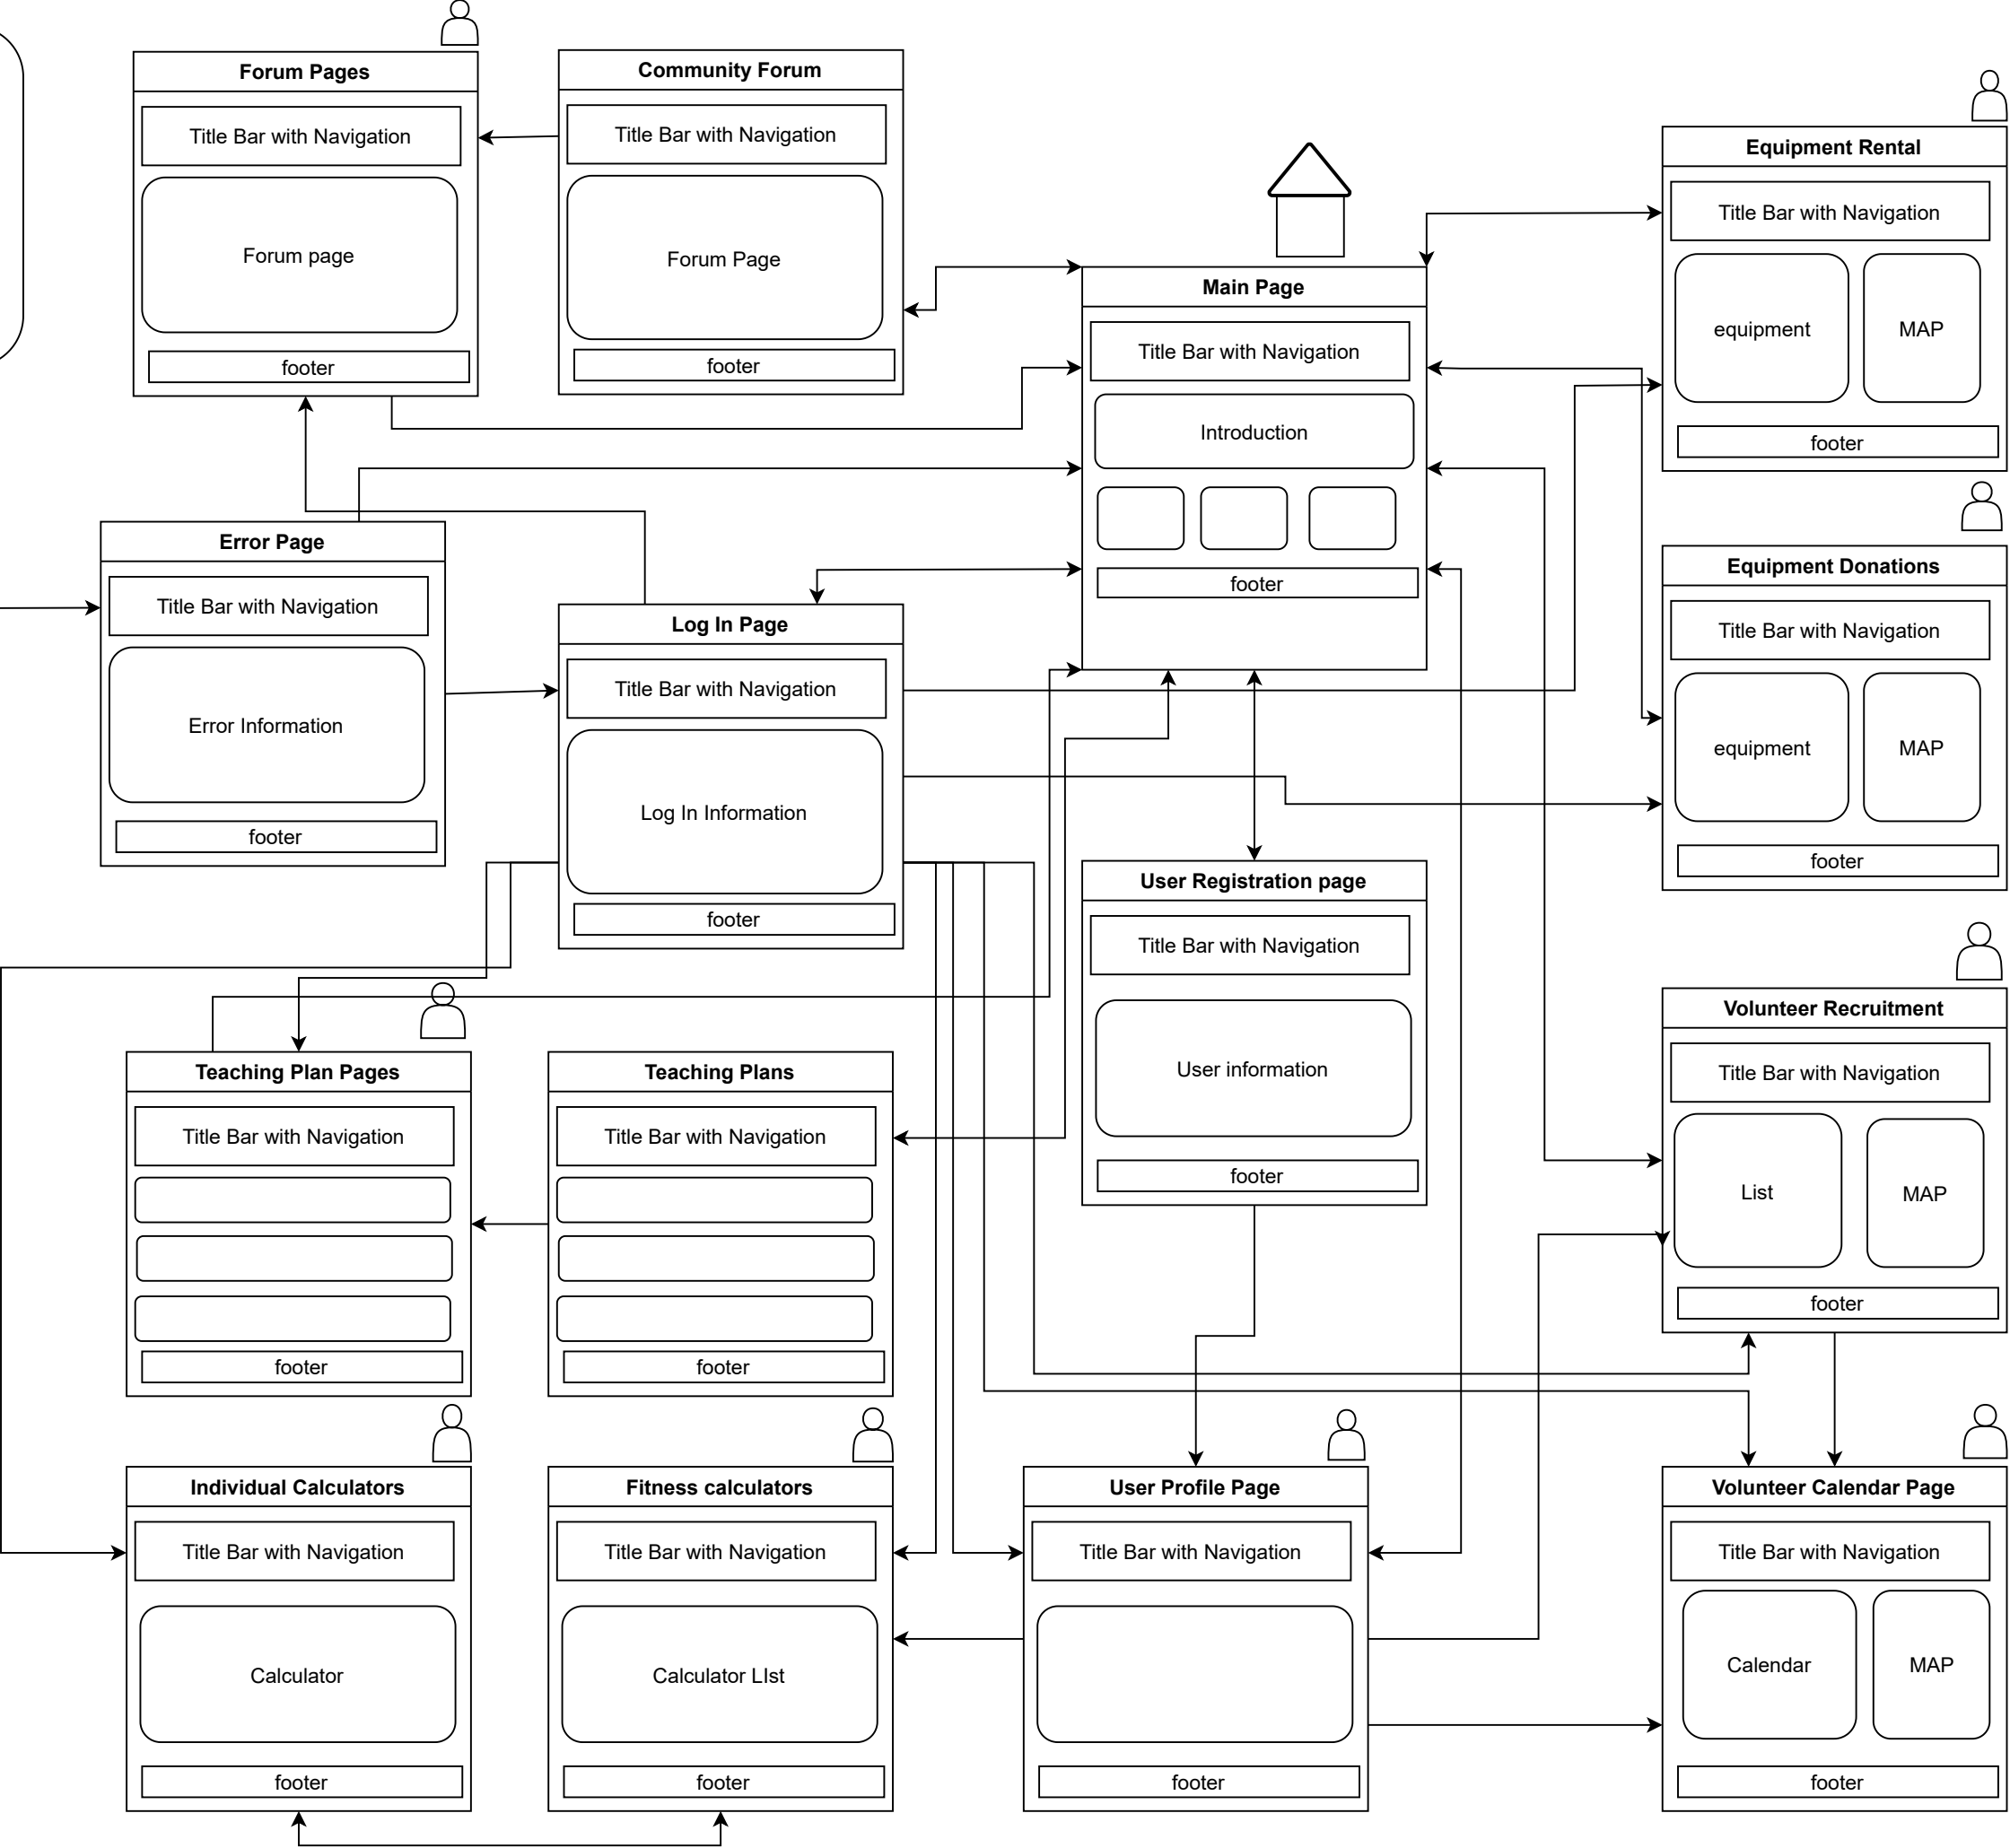 Forum Pages
Title Bar with Navigation
Forum page
footer
Community Forum
Title Bar with Navigation
Forum Page
footer
Main Page
Title Bar with Navigation
Introduction
footer
Equipment Rental
Title Bar with Navigation
equipment
MAP
footer
Error Page
Title Bar with Navigation
Error Information
footer
Log In Page
Title Bar with Navigation
Log In Information
footer
Equipment Donations
Title Bar with Navigation
equipment
MAP
footer
User Registration page
Title Bar with Navigation
User information
footer
Volunteer Recruitment
Title Bar with Navigation
List
MAP
footer
Teaching Plan Pages
Title Bar with Navigation
footer
Teaching Plans
Title Bar with Navigation
footer
Individual Calculators
Title Bar with Navigation
Calculator
footer
Fitness calculators
Title Bar with Navigation
Calculator LIst
footer
User Profile Page
Title Bar with Navigation
footer
Volunteer Calendar Page
Title Bar with Navigation
Calendar
MAP
footer